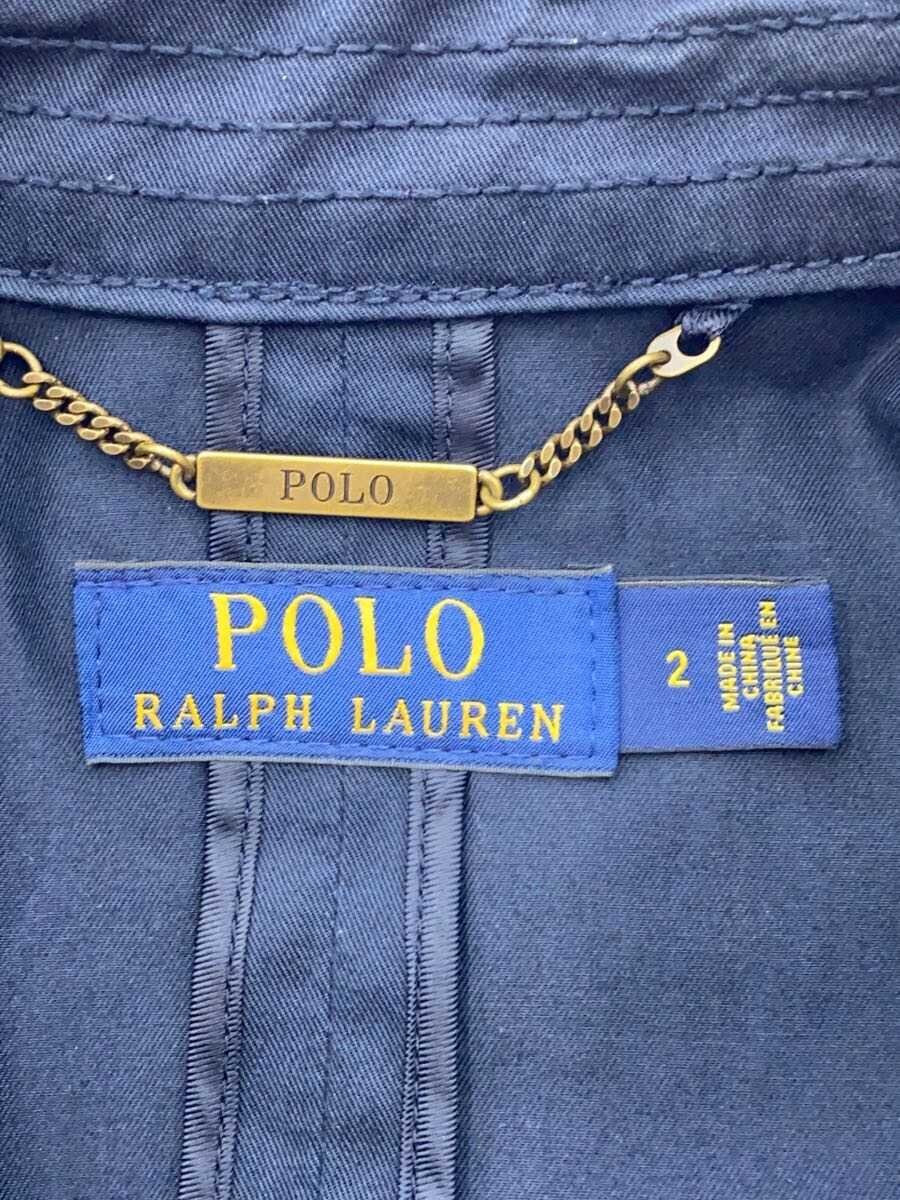 POLO
POLO
RALPH LAUREN
2
MADE IN
CHINA
FABRIQUÉ EN
CHINE